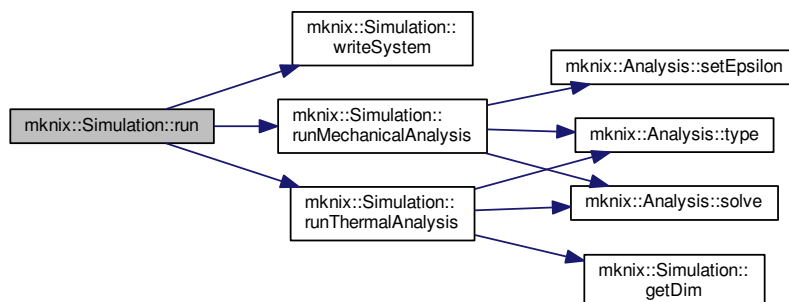 mknix::Simulation::run
mknix::Simulation::
writeSystem
mknix::Simulation::
runMechanicalAnalysis
mknix::Simulation::
runThermalAnalysis
mknix::Analysis::setEpsilon
mknix::Analysis::type
mknix::Analysis::solve
mknix::Simulation::
getDim